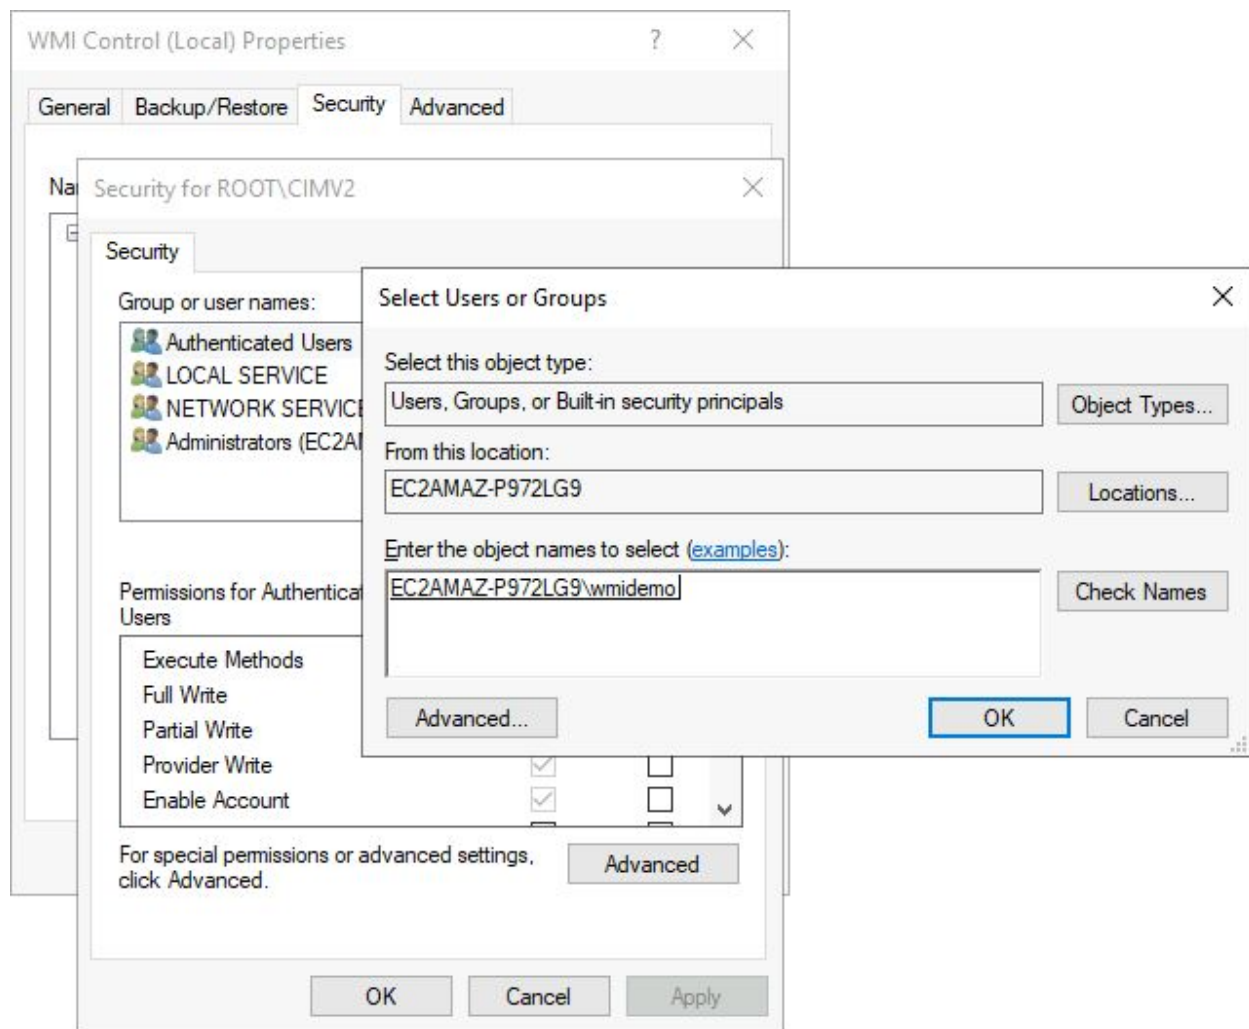 WMI Control (Local) Properties
?
General Backup/Restore Security Advanced
Security for ROOT\CIMV2
Security
Group or user names:
Authenticated Users
LOCAL SERVICE
NETWORK SERVICE
Administrators
Permissions for
Users
Execute Methods
Full Write
Partial Write
Provider Write
Enable Account
For special permissions or advanced settings,
click Advanced.
Advanced
OK Cancel Apply
Select Users or Groups
Select this object type:
Users, Groups, or Built-in security principals
Object Types...
From this location:
EC2AMAZ-P972LG9
Locations...
Enter the object names to select (examples):
EC2AMAZ-P972LG9\wmidemo
Check Names
Advanced...
OK Cancel